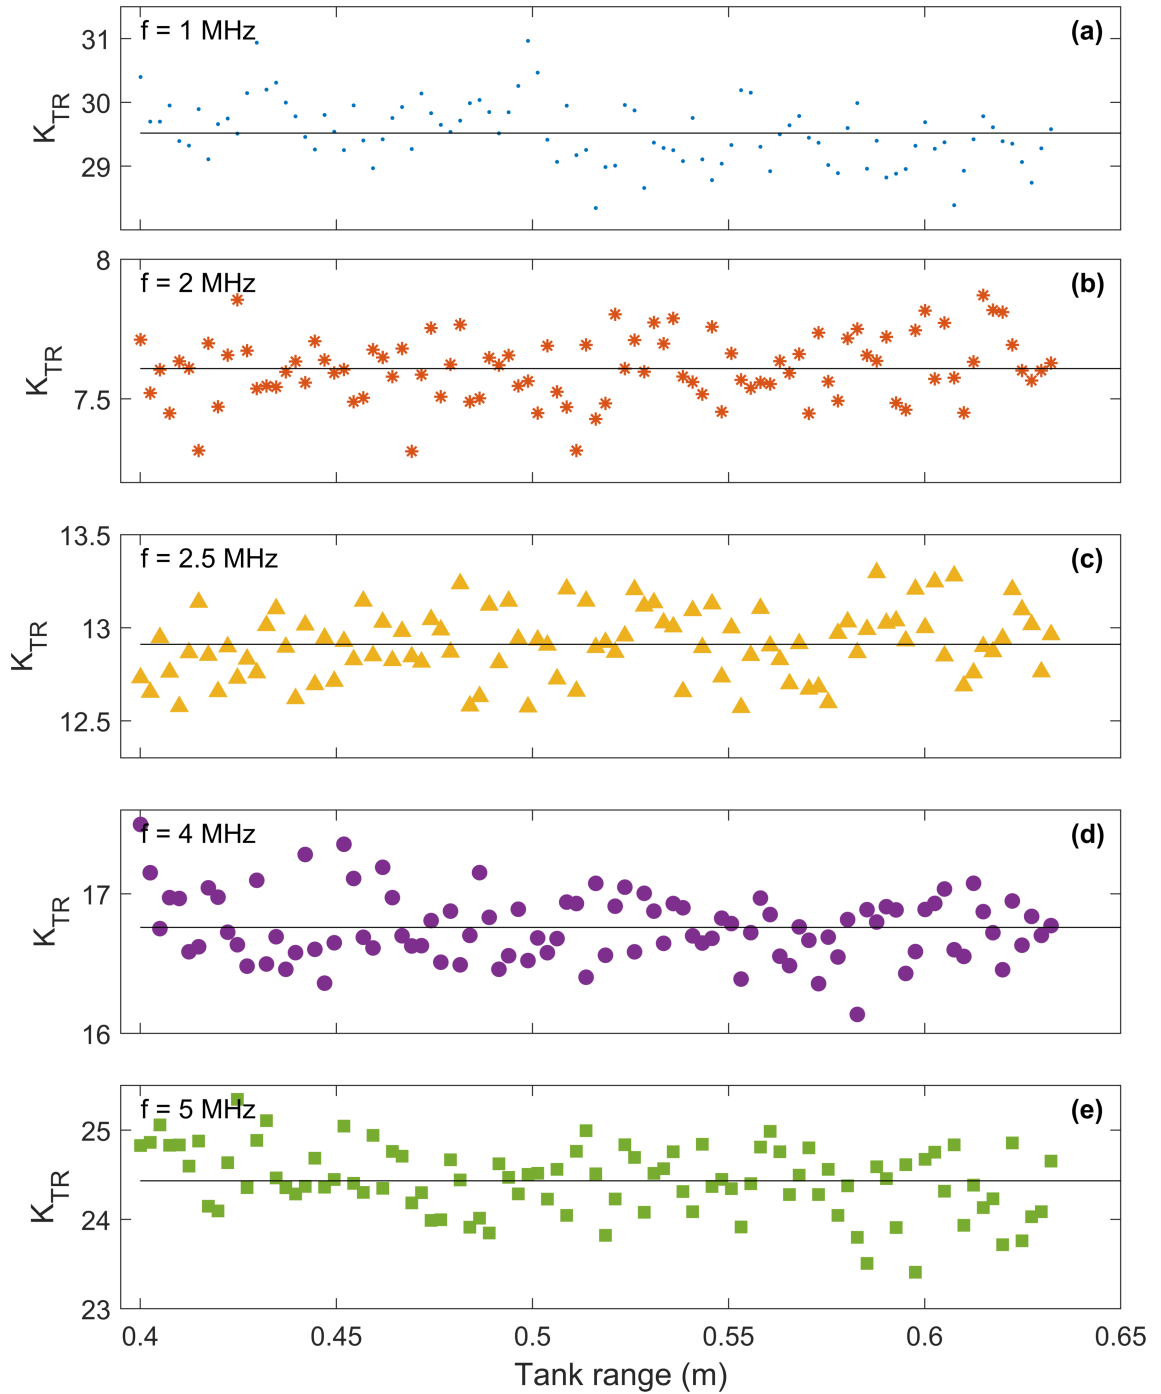 f = 1 MHz
(a)
31
30
29
K_TR
f = 2 MHz
(b)
8
7.5
K_TR
f = 2.5 MHz
(c)
13.5
13
12.5
K_TR
f = 4 MHz
(d)
17
16
K_TR
f = 5 MHz
(e)
25
24
23
K_TR
0.4 0.45 0.5 0.55 0.6 0.65
Tank range (m)